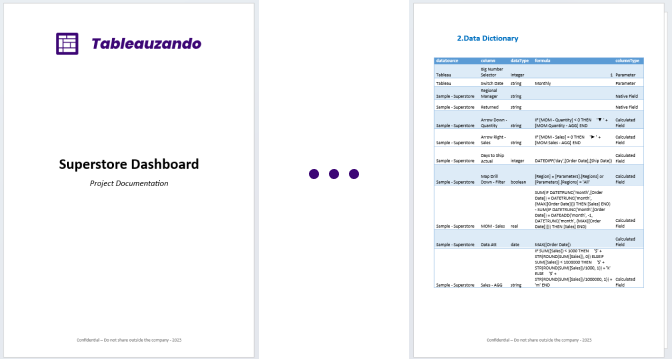 Tableauzando
Superstore Dashboard
Project Documentation
Confidential – Do not share outside the company - 2023
2.Data Dictionary
datasource column dataType formula columnType
Big Number
Tableau Selector integer 1 Parameter
Tableau Switch Date string Monthly Parameter
Regional
Sample - Superstore Manager string Native Field
Sample - Superstore Returned string Native Field
Arrow Down - IF [MOM - Quantity] < 0 THEN '▼' + Calculated
Sample - Superstore Quantity string [MOM Quantity - AGG] END Field
Arrow Right - IF [MOM - Sales] = 0 THEN '►' + Calculated
Sample - Superstore Sales string [MOM Sales - AGG] END Field
Days to Ship Calculated
Sample - Superstore Actual integer DATEDIFF('day',[Order Date],[Ship Date]) Field
Map Drill [Region] = [Parameters].[Regions] or Calculated
Sample - Superstore Down - Filter boolean [Parameters].[Regions] = 'All' Field
SUM(IF DATETRUNC('month',[Order
Date]) = DATETRUNC('month',
{MAX([Order Date])}) THEN [Sales] END)
- SUM(IF DATETRUNC('month',[Order
Date]) = DATEADD('month', -1,
DATETRUNC('month', {MAX([Order Calculated
Sample - Superstore MOM - Sales real Date])})) THEN [Sales] END) Field
Calculated
Sample - Superstore Data Até date MAX([Order Date]) Field
IF SUM([Sales]) < 1000 THEN '$' +
STR(ROUND(SUM([Sales]), 0)) ELSEIF
SUM([Sales]) < 1000000 THEN '$' +
STR(ROUND(SUM([Sales])/1000, 1)) + 'k'
ELSE '$' +
STR(ROUND(SUM([Sales])/1000000, 1)) + Calculated
Sample - Superstore Sales - AGG string 'm' END Field
Confidential – Do not share outside the company - 2023